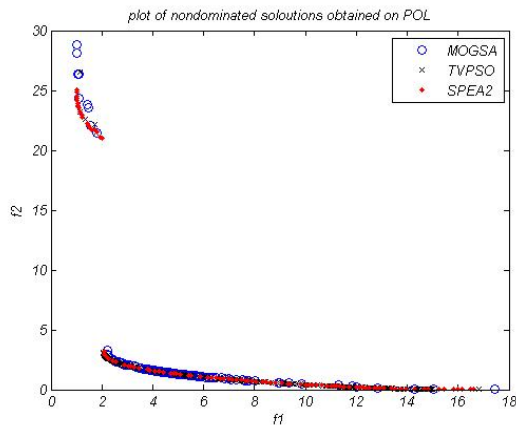 plot of nondominated soloutions obtained on POL
30
25
20
15
10
5
0
f2
0 2 4 6 8 10 12 14 16 18
f1
MOGSA
TVPSO
SPEA2